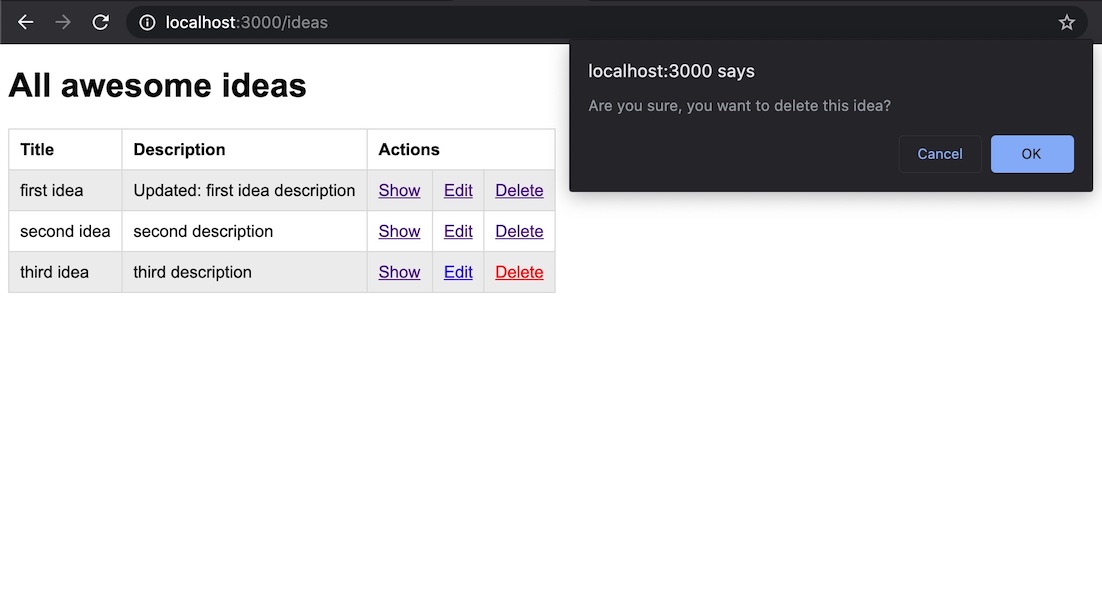 localhost:3000/ideas
localhost:3000 says
Are you sure, you want to delete this idea?
Cancel OK
All awesome ideas
Title Description Actions
first idea Updated: first idea description Show Edit Delete
second idea second description Show Edit Delete
third idea third description Show Edit Delete